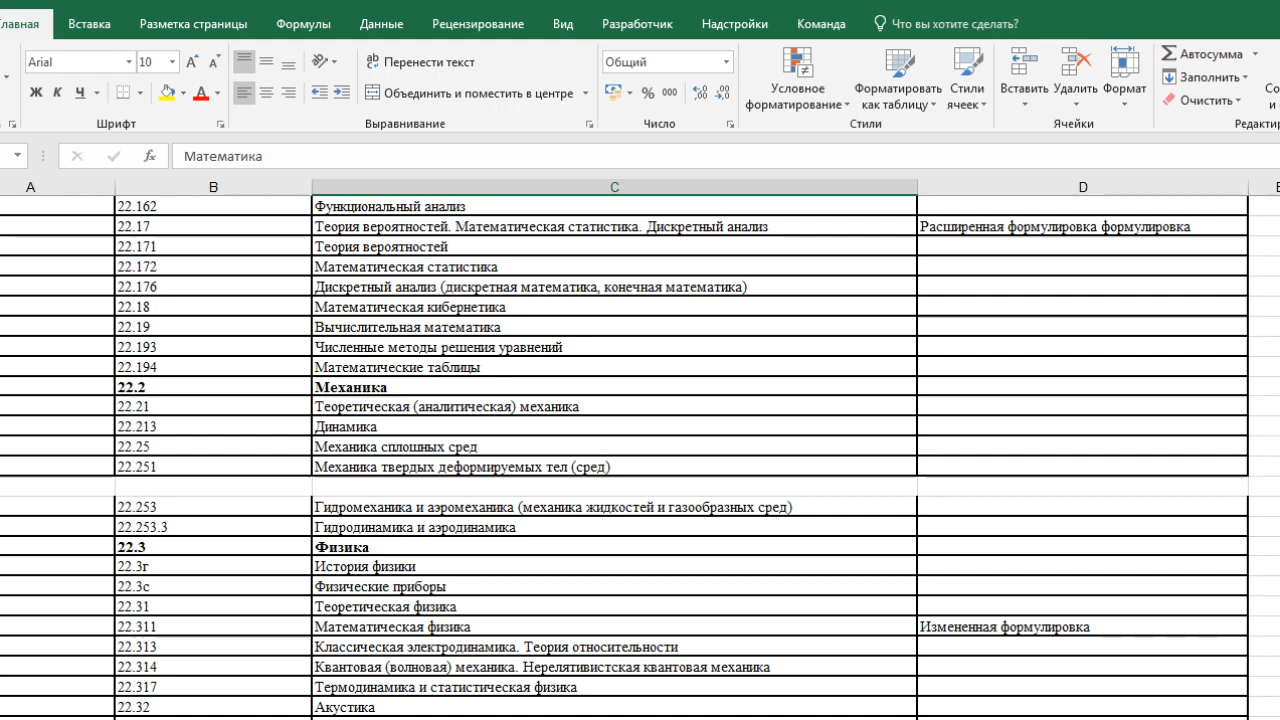 лавная Вставка Разметка страницы Формулы Данные Рецензирование Вид Разработчик Надстройки Команда Что вы хотите сделать?
Arial 10 Перенести текст Общий Условное форматирование Форматировать как таблицу Стили ячеек Вставить Удалить Формат Автосумма
Ж К Ч Объединить и поместить в центре % 000 Заполнить
Очистить
Шрифт Выравнивание Число Стили Ячейки Редактир
fx Математика
A B C D E
22.162 Функциональный анализ
22.17 Теория вероятностей. Математическая статистика. Дискретный анализ Расширенная формулировка формулировка
22.171 Теория вероятностей
22.172 Математическая статистика
22.176 Дискретный анализ (дискретная математика, конечная математика)
22.18 Математическая кибернетика
22.19 Вычислительная математика
22.193 Численные методы решения уравнений
22.194 Математические таблицы
22.2 Механика
22.21 Теоретическая (аналитическая) механика
22.213 Динамика
22.25 Механика сплошных сред
22.251 Механика твердых деформируемых тел (сред)
22.253 Гидромеханика и аэромеханика (механика жидкостей и газообразных сред)
22.253.3 Гидродинамика и аэродинамика
22.3 Физика
22.3г История физики
22.3с Физические приборы
22.31 Теоретическая физика
22.311 Математическая физика Измененная формулировка
22.313 Классическая электродинамика. Теория относительности
22.314 Квантовая (волновая) механика. Нерелятивистская квантовая механика
22.317 Термодинамика и статистическая физика
22.32 Акустика